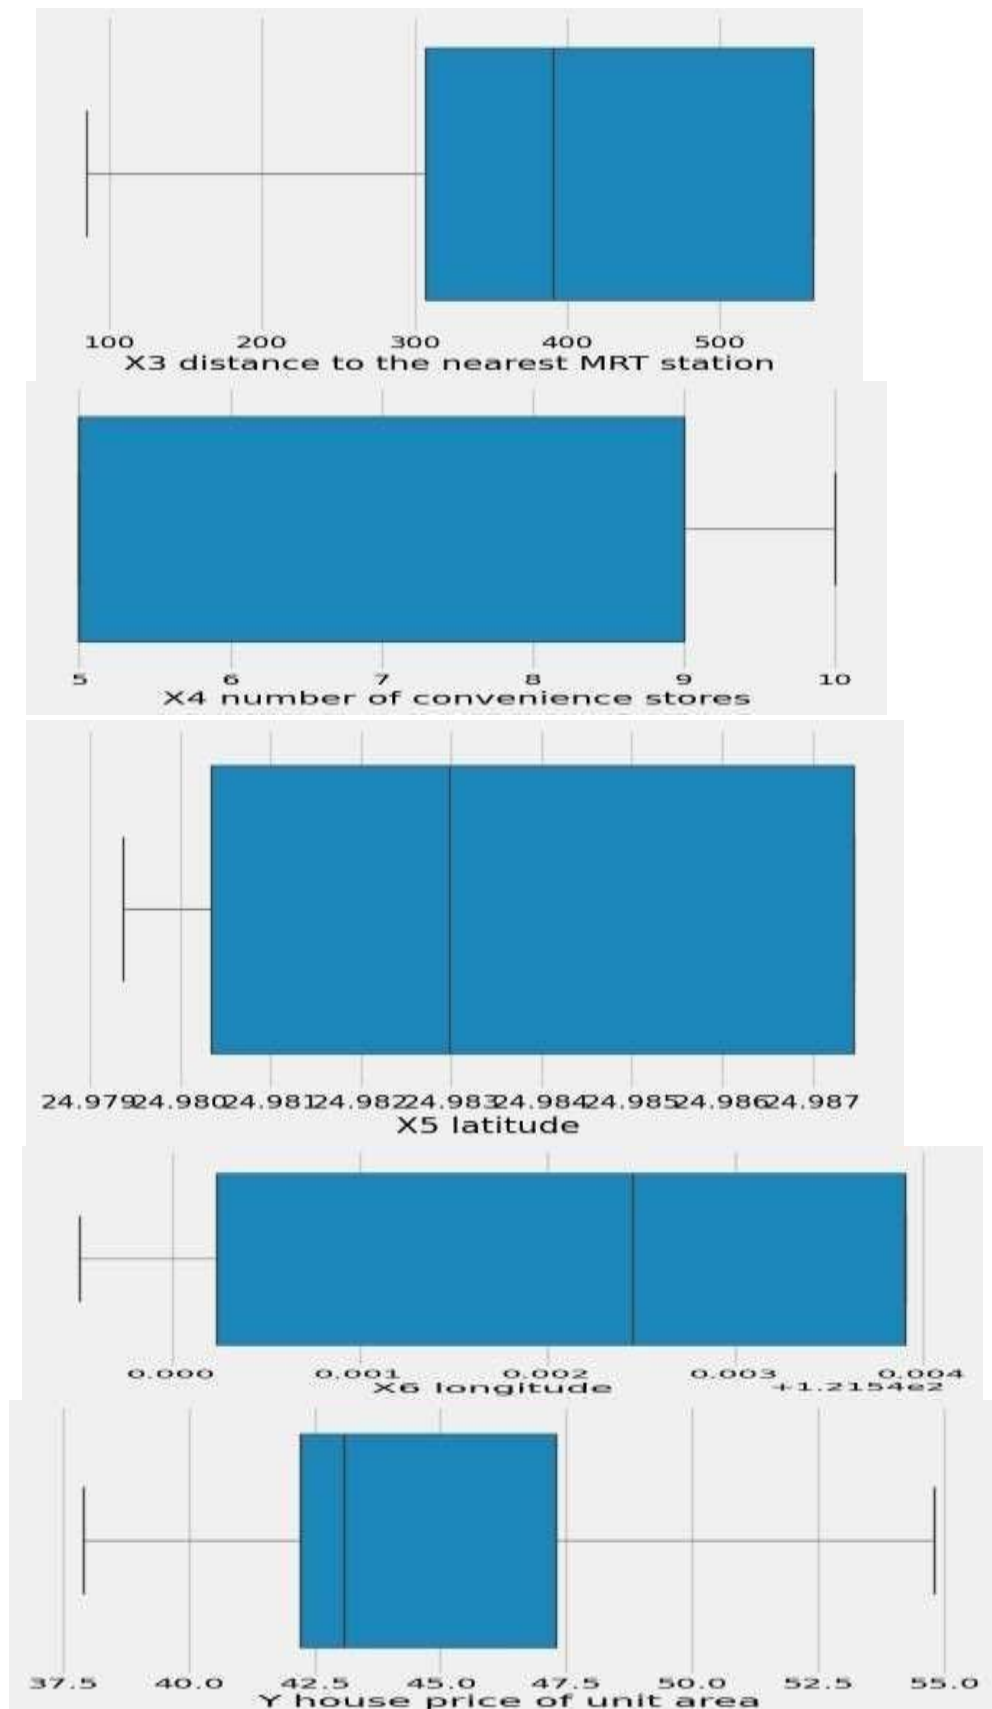 100 200 300 400 500
X3 distance to the nearest MRT station
5 6 7 8 9 10
X4 number of convenience stores
24.979 24.980 24.981 24.982 24.983 24.984 24.985 24.986 24.987
X5 latitude
0.000 0.001 0.002 0.003 0.004
X6 longitude +1.2154e2
37.5 40.0 42.5 45.0 47.5 50.0 52.5 55.0
Y house price of unit area